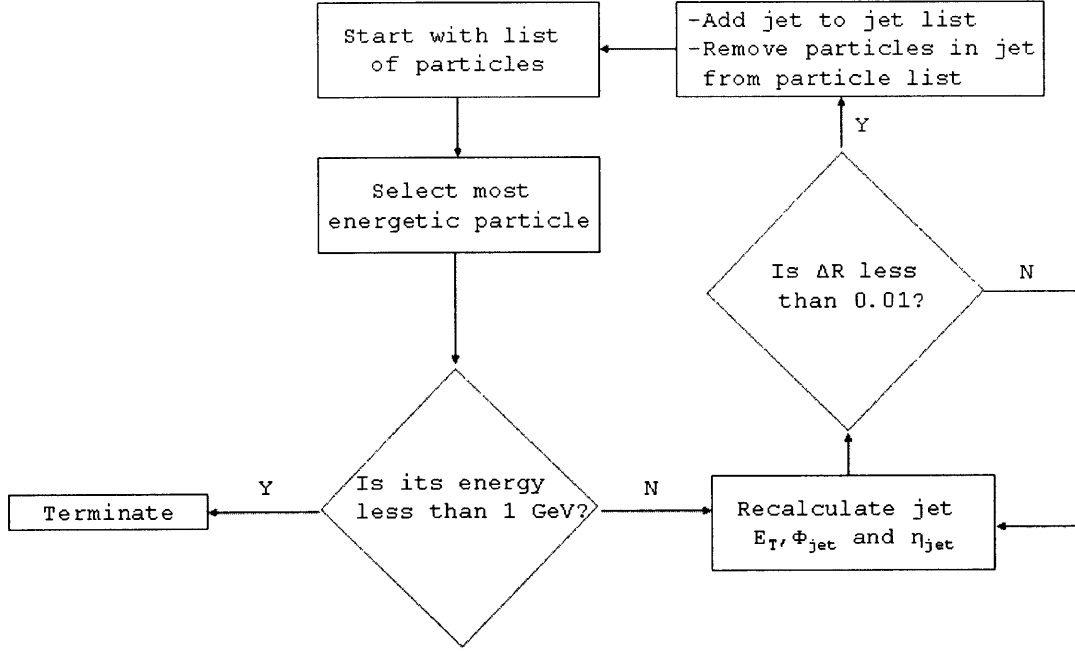 Start with list
of particles
-Add jet to jet list
-Remove particles in jet
from particle list
Y
Select most
energetic particle
Is ΔR less
than 0.01?
N
Is its energy
less than 1 GeV?
Y
N
Terminate
Recalculate jet
E_T,Φ_jet and η_jet